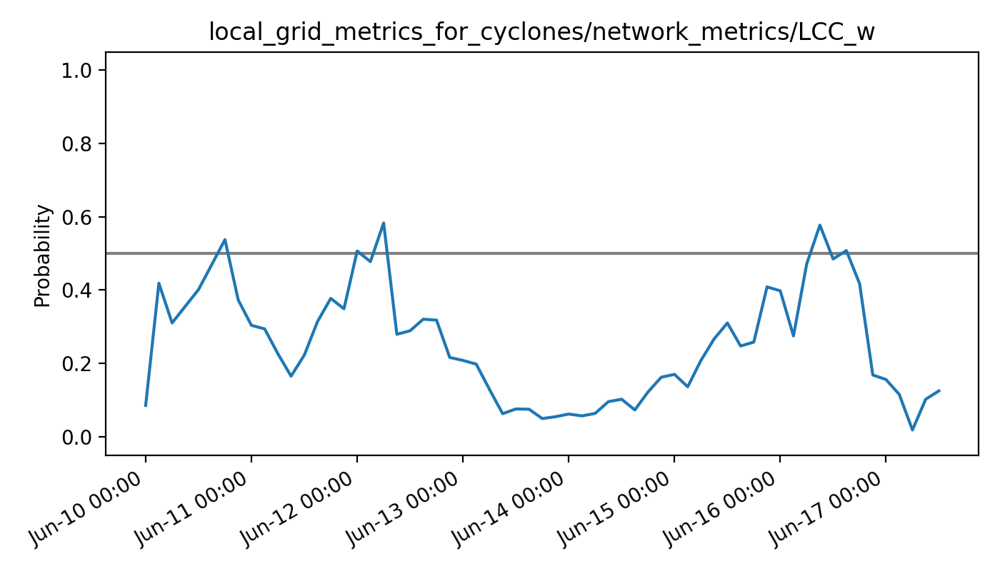 local_grid_metrics_for_cyclones/network_metrics/LCC_w
Probability
1.0
0.8
0.6
0.4
0.2
0.0
Jun-10 00:00
Jun-11 00:00
Jun-12 00:00
Jun-13 00:00
Jun-14 00:00
Jun-15 00:00
Jun-16 00:00
Jun-17 00:00